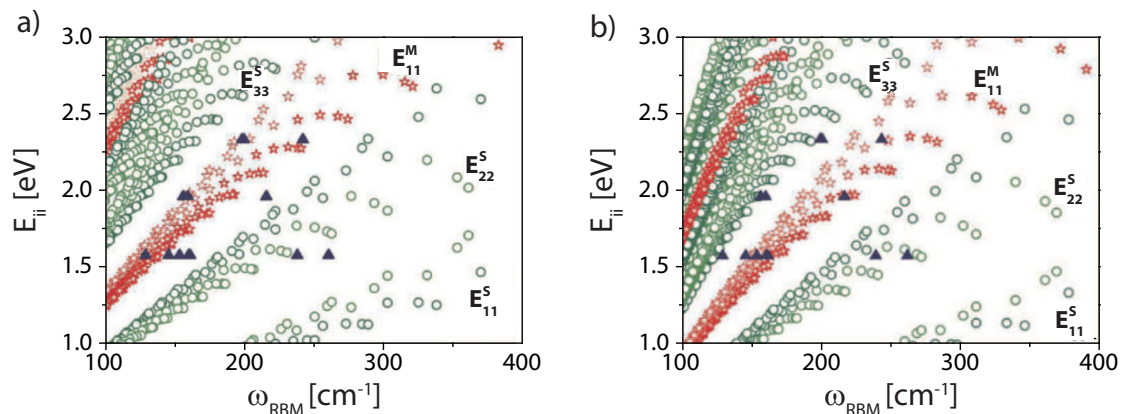 a)
E_ii [eV]
3.0
2.5
2.0
1.5
1.0
E^S_33
E^M_11
E^S_22
E^S_11
100
200
300
400
ω_RBM [cm^-1]
b)
E_ii [eV]
3.0
2.5
2.0
1.5
1.0
E^S_33
E^M_11
E^S_22
E^S_11
100
200
300
400
ω_RBM [cm^-1]